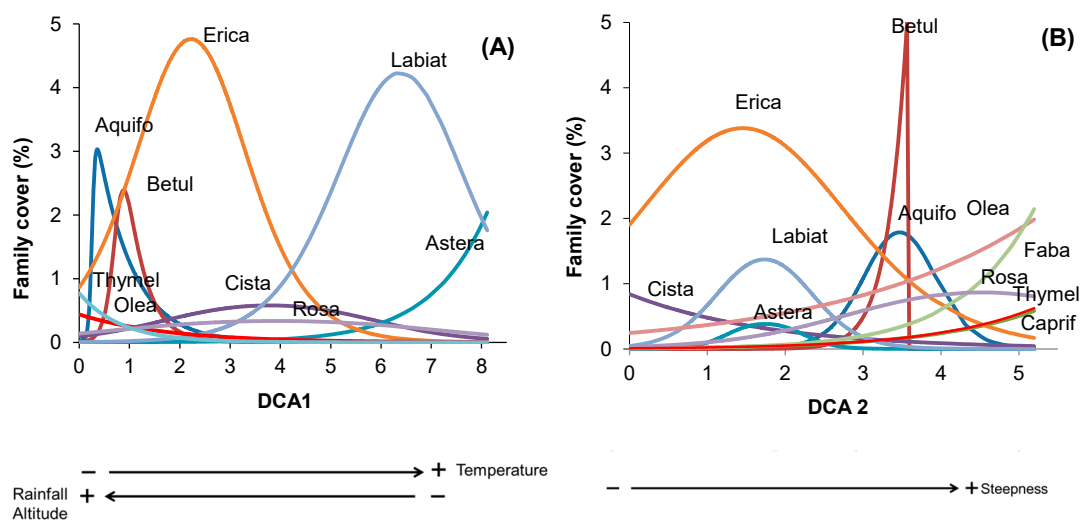 (A)
Family cover (%)
5
4
3
2
1
0
Erica
Labiat
Aquifo
Betul
Astera
Thymel
Olea
Cista
Rosa
0 1 2 3 4 5 6 7 8
DCA1
− + Temperature
Rainfall + −
Altitude
(B)
Family cover (%)
5
4
3
2
1
0
Betul
Erica
Aquifo
Olea
Labiat
Faba
Cista
Rosa
Astera
Thymel
Caprif
0 1 2 3 4 5
DCA 2
− + Steepness